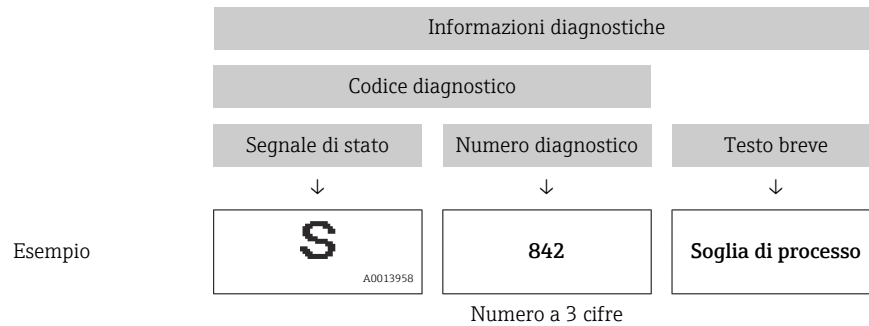 Informazioni diagnostiche
Codice diagnostico
Segnale di stato Numero diagnostico Testo breve
↓ ↓ ↓
Esempio S 842 Soglia di processo
A0013958
Numero a 3 cifre